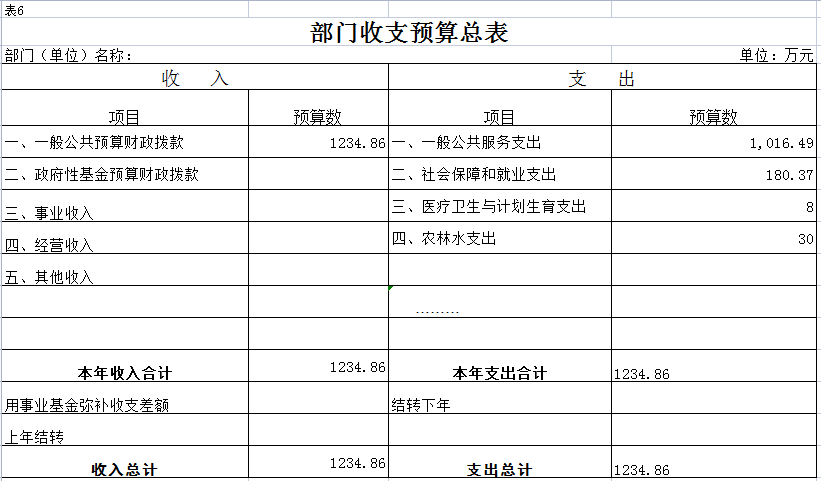 表6
部门收支预算总表
部门（单位）名称： 单位：万元
收 入 支 出
项目 预算数 项目 预算数
一、一般公共预算财政拨款 1234.86 一、一般公共服务支出 1,016.49
二、政府性基金预算财政拨款 二、社会保障和就业支出 180.37
三、事业收入 三、医疗卫生与计划生育支出 8
四、经营收入 四、农林水支出 30
五、其他收入
………
本年收入合计 1234.86 本年支出合计 1234.86
用事业基金弥补收支差额 结转下年
上年结转
收入总计 1234.86 支出总计 1234.86